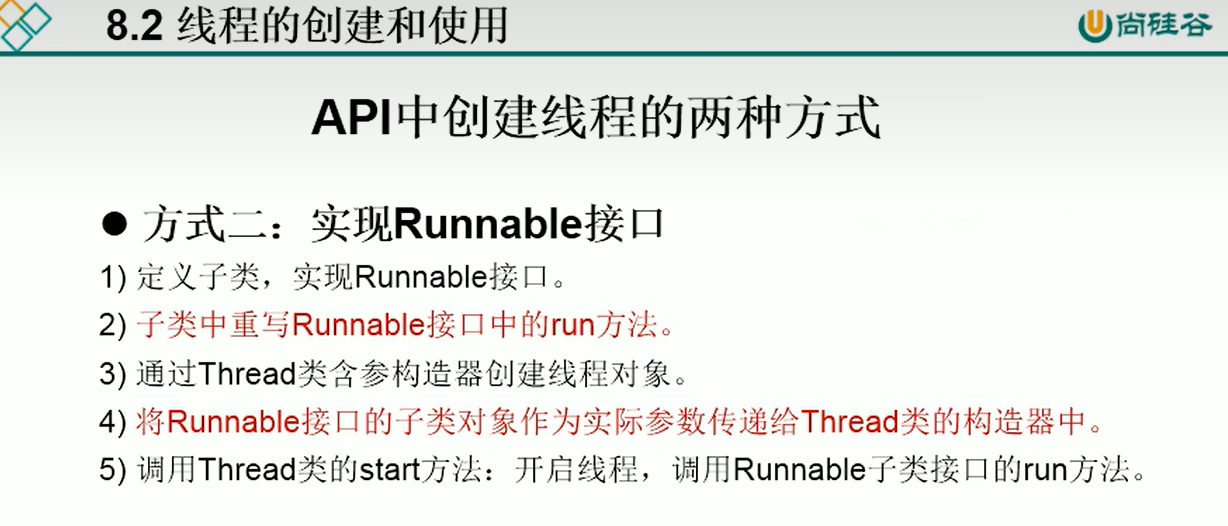 8.2 线程的创建和使用
尚硅谷
API中创建线程的两种方式
● 方式二：实现Runnable接口
1) 定义子类，实现Runnable接口。
2) 子类中重写Runnable接口中的run方法。
3) 通过Thread类含参构造器创建线程对象。
4) 将Runnable接口的子类对象作为实际参数传递给Thread类的构造器中。
5) 调用Thread类的start方法：开启线程，调用Runnable子类接口的run方法。